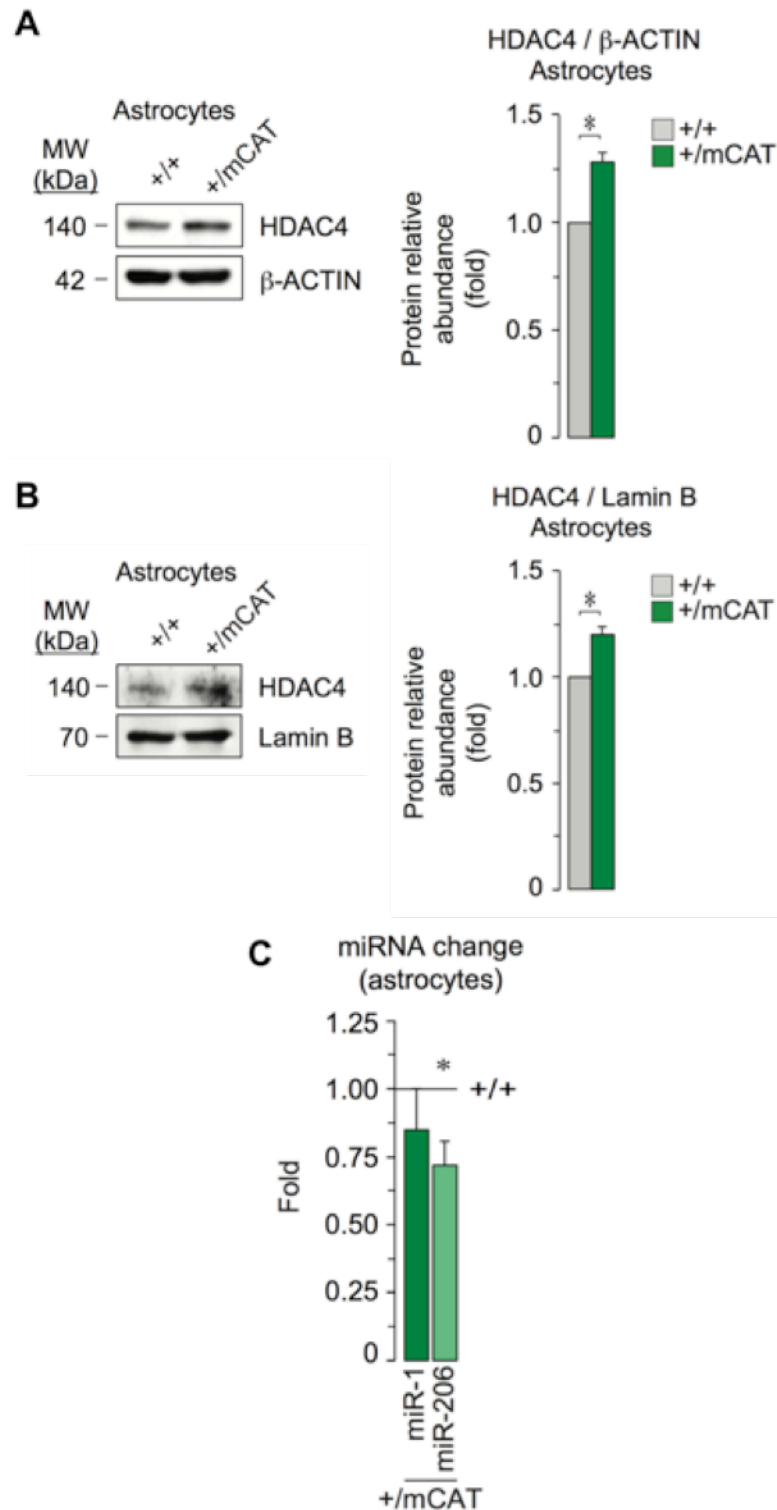 A
Astrocytes
MW
(kDa)
+/+
+/mCAT
140
HDAC4
42
β-ACTIN
HDAC4 / β-ACTIN
Astrocytes
Protein relative
abundance
(fold)
1.5
1.0
0.5
0
*
+/+
+/mCAT
B
Astrocytes
MW
(kDa)
+/+
+/mCAT
140
HDAC4
70
Lamin B
HDAC4 / Lamin B
Astrocytes
Protein relative
abundance
(fold)
1.5
1.0
0.5
0
*
+/+
+/mCAT
C
miRNA change
(astrocytes)
Fold
1.25
1.00
0.75
0.50
0.25
0
*
+/+
miR-1
miR-206
+/mCAT